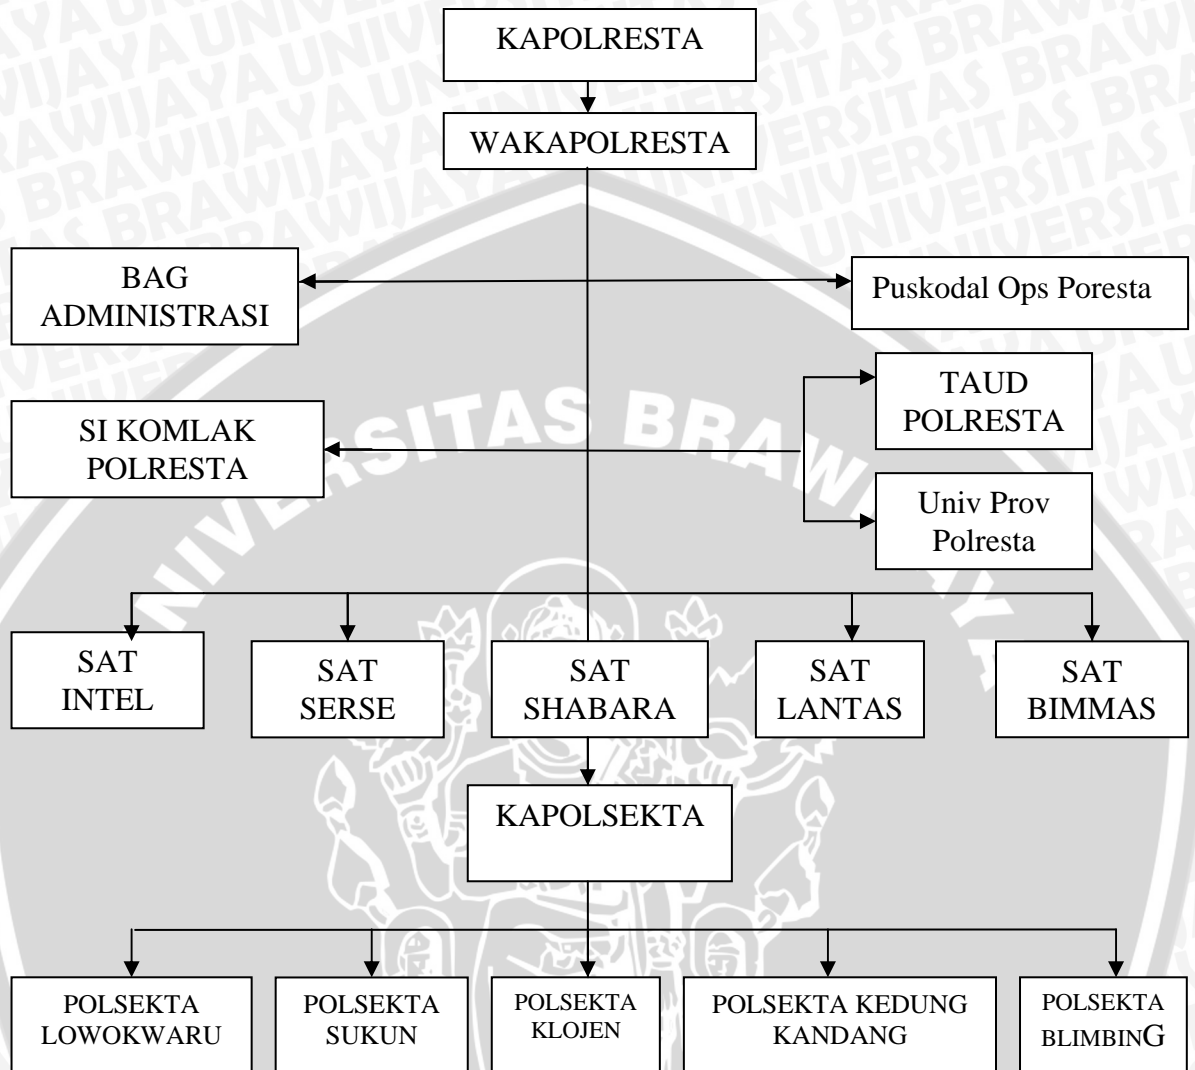 KAPOLRESTA
WAKAPOLRESTA
BAG
ADMINISTRASI
Puskodal Ops Poresta
TAUD
POLRESTA
SI KOMLAK
POLRESTA
Univ Prov
Polresta
SAT
INTEL
SAT
SERSE
SAT
SHABARA
SAT
LANTAS
SAT
BIMMAS
KAPOLSEKTA
POLSEKTA
LOWOKWARU
POLSEKTA
SUKUN
POLSEKTA
KLOJEN
POLSEKTA KEDUNG
KANDANG
POLSEKTA
BLIMBING